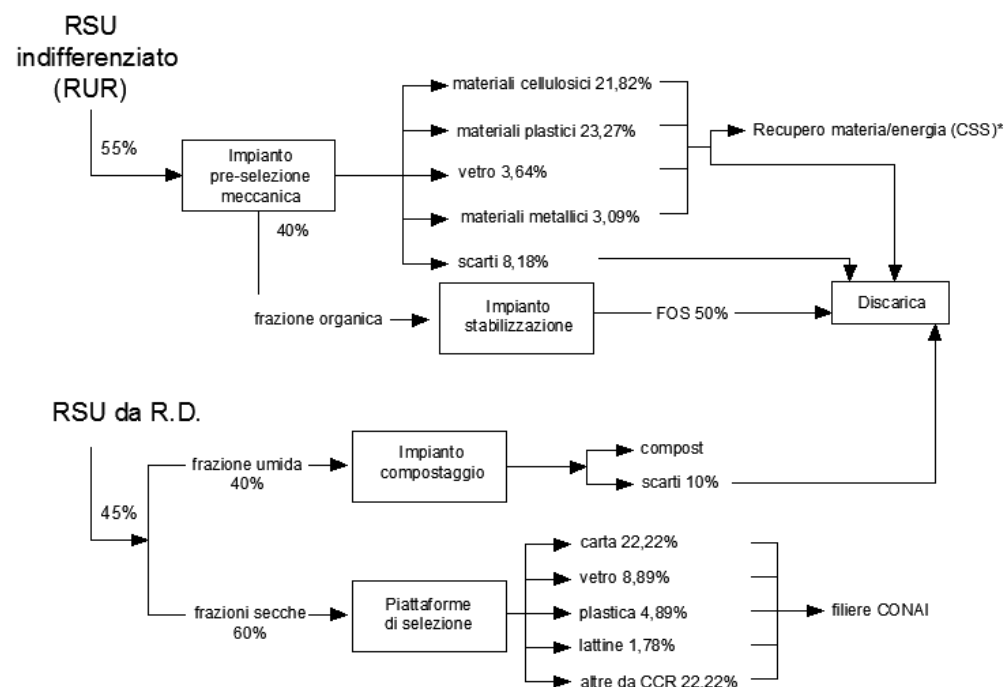 RSU
indifferenziato
(RUR)
55%
Impianto
pre-selezione
meccanica
40%
materiali cellulosici 21,82%
materiali plastici 23,27%
vetro 3,64%
materiali metallici 3,09%
scarti 8,18%
Recupero materia/energia (CSS)*
frazione organica
Impianto
stabilizzazione
FOS 50%
Discarica
RSU da R.D.
45%
frazione umida
40%
Impianto
compostaggio
compost
scarti 10%
frazioni secche
60%
Piattaforme
di selezione
carta 22,22%
vetro 8,89%
plastica 4,89%
lattine 1,78%
altre da CCR 22,22%
filiere CONAI